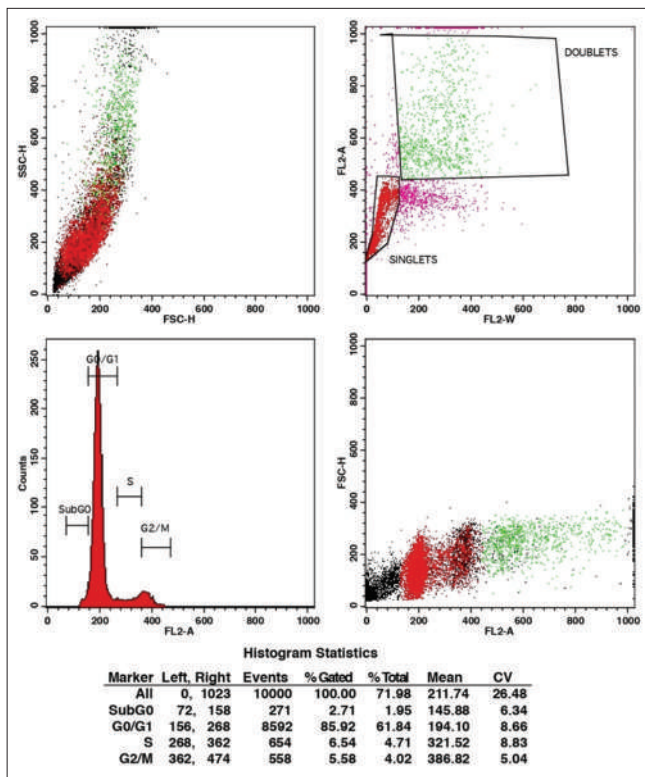 1000
800
600
400
200
0
SSC-H
0 200 400 600 800 1000
FSC-H
1000
800
600
400
200
0
FL2-A
DOUBLETS
SINGLETS
0 200 400 600 800 1000
FL2-W
250
200
150
100
50
0
Counts
G0/G1
S
SubG0
G2/M
0 200 400 600 800 1000
FL2-A
1000
800
600
400
200
0
FSC-H
0 200 400 600 800 1000
FL2-A
Histogram Statistics
Marker Left, Right Events % Gated % Total Mean CV
All 0, 1023 10000 100.00 71.98 211.74 26.48
SubG0 72, 158 271 2.71 1.95 145.88 6.34
G0/G1 156, 268 8592 85.92 61.84 194.10 8.66
S 268, 362 654 6.54 4.71 321.52 8.83
G2/M 362, 474 558 5.58 4.02 386.82 5.04